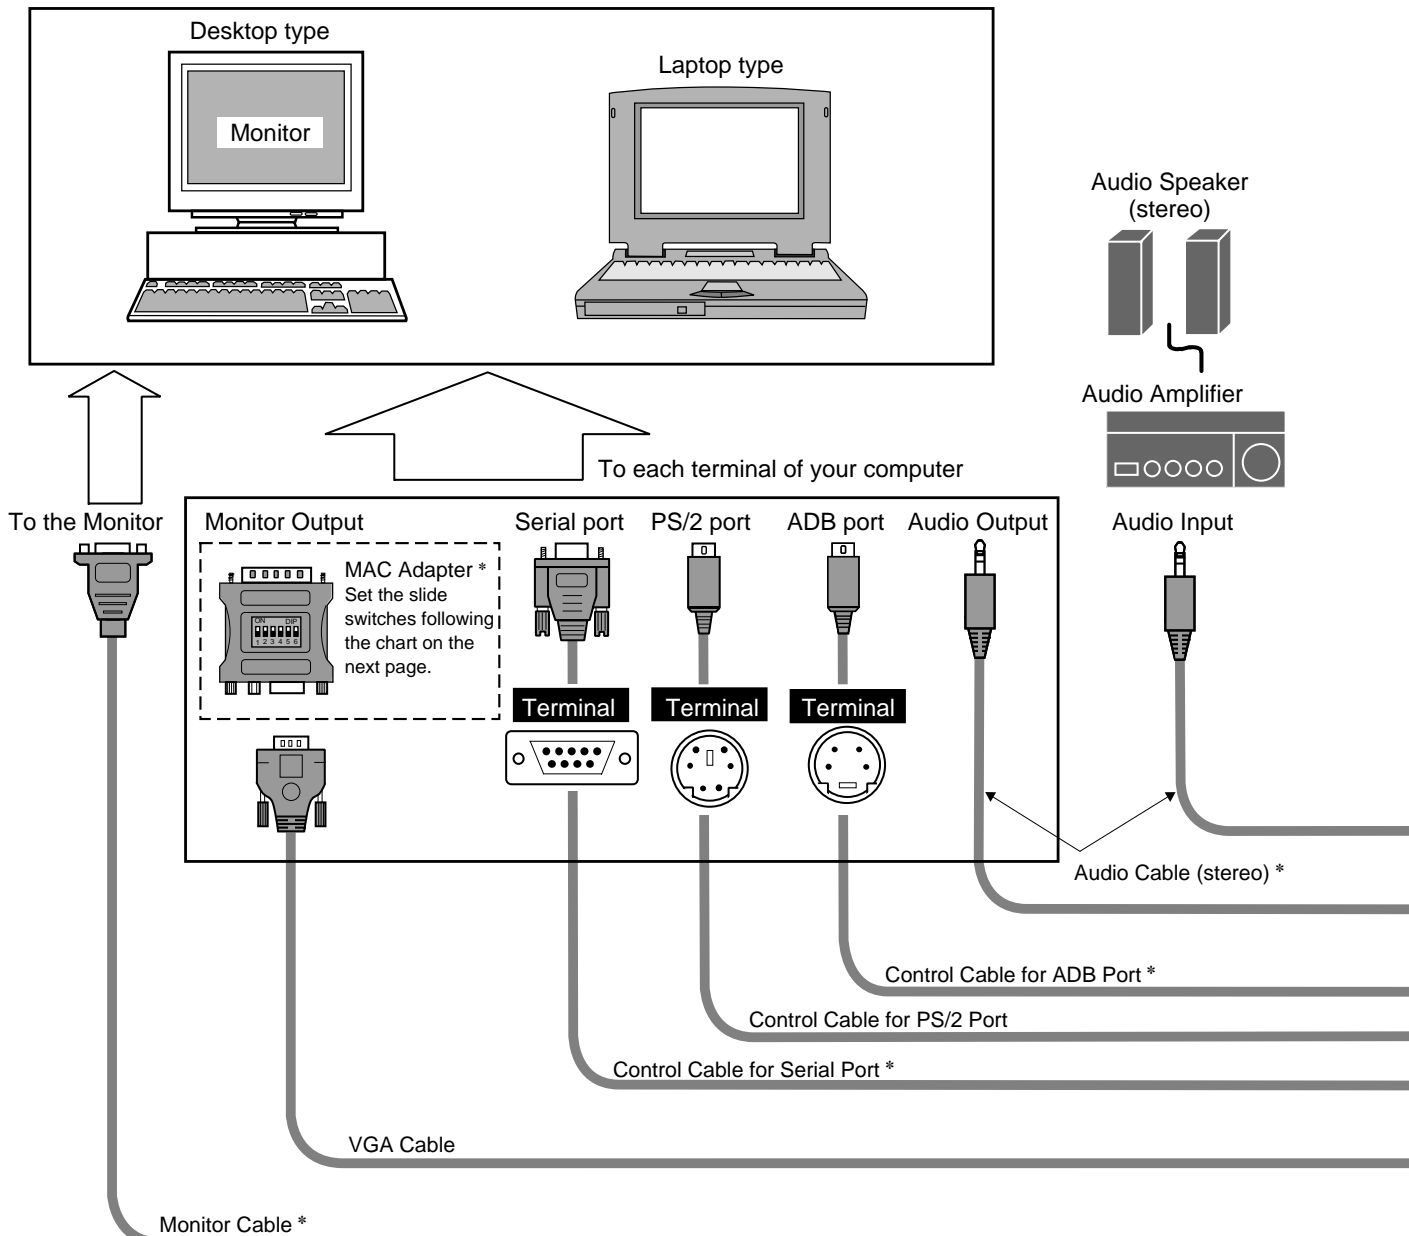 Desktop type
Laptop type
Monitor
Audio Speaker
(stereo)
Audio Amplifier
To each terminal of your computer
To the Monitor
Monitor Output
Serial port
PS/2 port
ADB port
Audio Output
Audio Input
MAC Adapter *
Set the slide
switches following
the chart on the
next page.
ON DIP
1 2 3 4 5 6
Terminal
Terminal
Terminal
Audio Cable (stereo) *
Control Cable for ADB Port *
Control Cable for PS/2 Port
Control Cable for Serial Port *
VGA Cable
Monitor Cable *